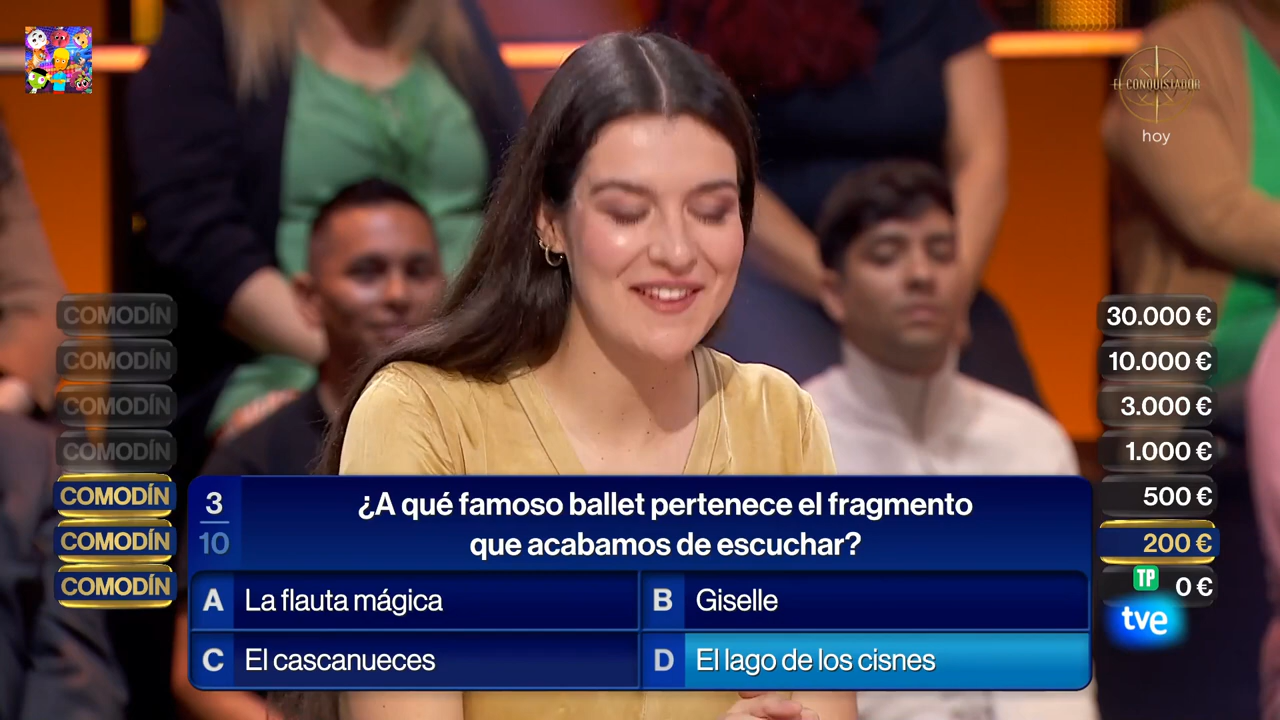 EL CONQUISTADOR
hoy
COMODÍN
COMODÍN
COMODÍN
COMODÍN
COMODÍN
COMODÍN
COMODÍN
30.000 €
10.000 €
3.000 €
1.000 €
500 €
200 €
0 €
TP
tve
3
10
¿A qué famoso ballet pertenece el fragmento
que acabamos de escuchar?
A La flauta mágica
B Giselle
C El cascanueces
D El lago de los cisnes